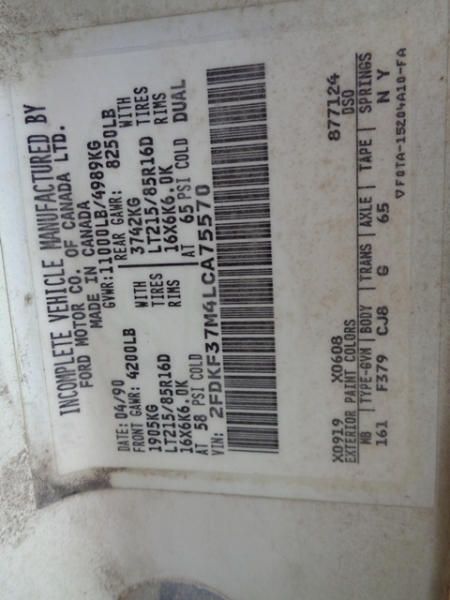 INCOMPLETE VEHICLE MANUFACTURED BY
FORD MOTOR CO. OF CANADA LTD.
MADE IN CANADA
GVWR:11000LB/4989KG
DATE: 04/90 REAR GAWR: 8250LB
FRONT GAWR: 4200LB WITH 3742KG WITH
1905KG TIRES LT215/85R16D TIRES
LT215/85R16D RIMS 16X6K6.0K RIMS
16X6K6.0K AT 65 PSI COLD DUAL
AT 58 PSI COLD
VIN: 2FDKF37M4LCA75570
X0919 X0608 877124
EXTERIOR PAINT COLORS DSO
WB | TYPE-GVM | BODY | TRANS | AXLE | TAPE | SPRINGS
161 F379 CJ8 G 65 N Y
▽F0TA-15204A10-FA